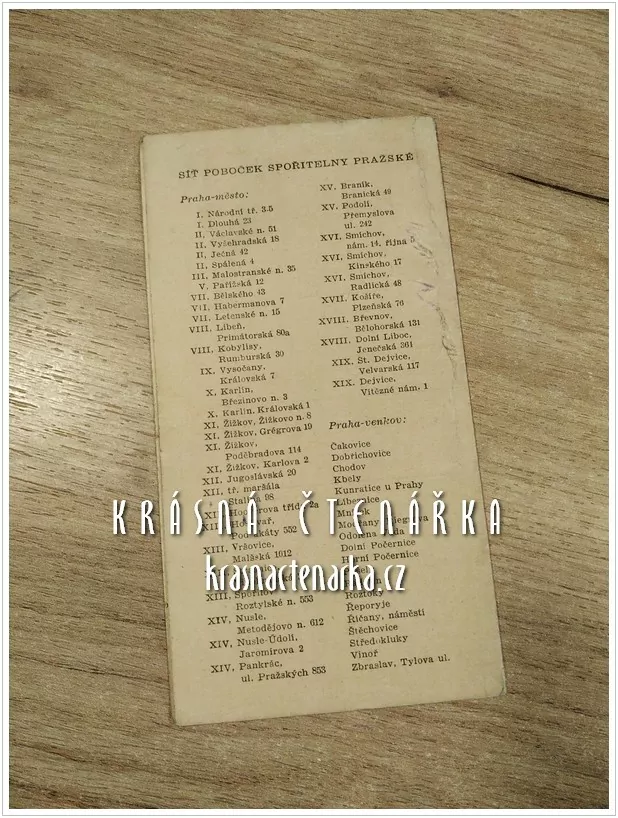 SÍŤ POBOČEK SPOŘITELNY PRAŽSKÉ
Praha-město:
I. Národní tř. 3.5
I. Dlouhá 23
II. Václavské n. 51
II. Vyšehradská 18
II. Ječná 42
II. Spálená 4
III. Malostranské n. 35
V. Pařížská 12
VII. Bělského 43
VII. Habermanova 7
VII. Letenské n. 15
VIII. Libeň,
Primátorská 80a
VIII. Kobylisy,
Rumburská 30
IX. Vysočany,
Královská 7
X. Karlín,
Březinovo n. 3
X. Karlín, Královská 1
XI. Žižkov, Žižkovo n. 8
XI. Žižkov, Grégrova 19
XI. Žižkov,
Poděbradova 114
XI. Žižkov, Karlova 2
XII. Jugoslávská 20
XII. tř. maršála
Stalina 98
třída 2a
552
XIII. Vršovice,
Malšská 1012
XIII.
Roztylské n. 553
XIV. Nusle,
Metodějovo n. 612
XIV. Nusle-Údolí,
Jaromírova 2
XIV. Pankrác,
ul. Pražských 853
XV. Braník,
Branická 49
XV. Podolí,
Přemyslova
ul. 242
XVI. Smíchov,
nám. 14. října
XVI. Smíchov,
Kinského 17
XVI. Smíchov,
Radlická 48
XVII. Košíře,
Plzeňská 76
XVIII. Břevnov,
Bělohorská 131
XVIII. Dolní Liboc,
Jenečská 361
XIX. St. Dejvice,
Velvarská 117
XIX. Dejvice,
Vítězné nám. 1
Praha-venkov:
Čakovice
Dobřichovice
Chodov
Kbely
Kunratice u Prahy
Libeznice
Dolní Počernice
Horní Počernice
Roztoky
Řeporyje
Říčany, náměstí
Štěchovice
Středokluky
Vinoř
Zbraslav, Tylova ul.
KRÁSNÁ ČTENÁŘKA
krasnactenarka.cz